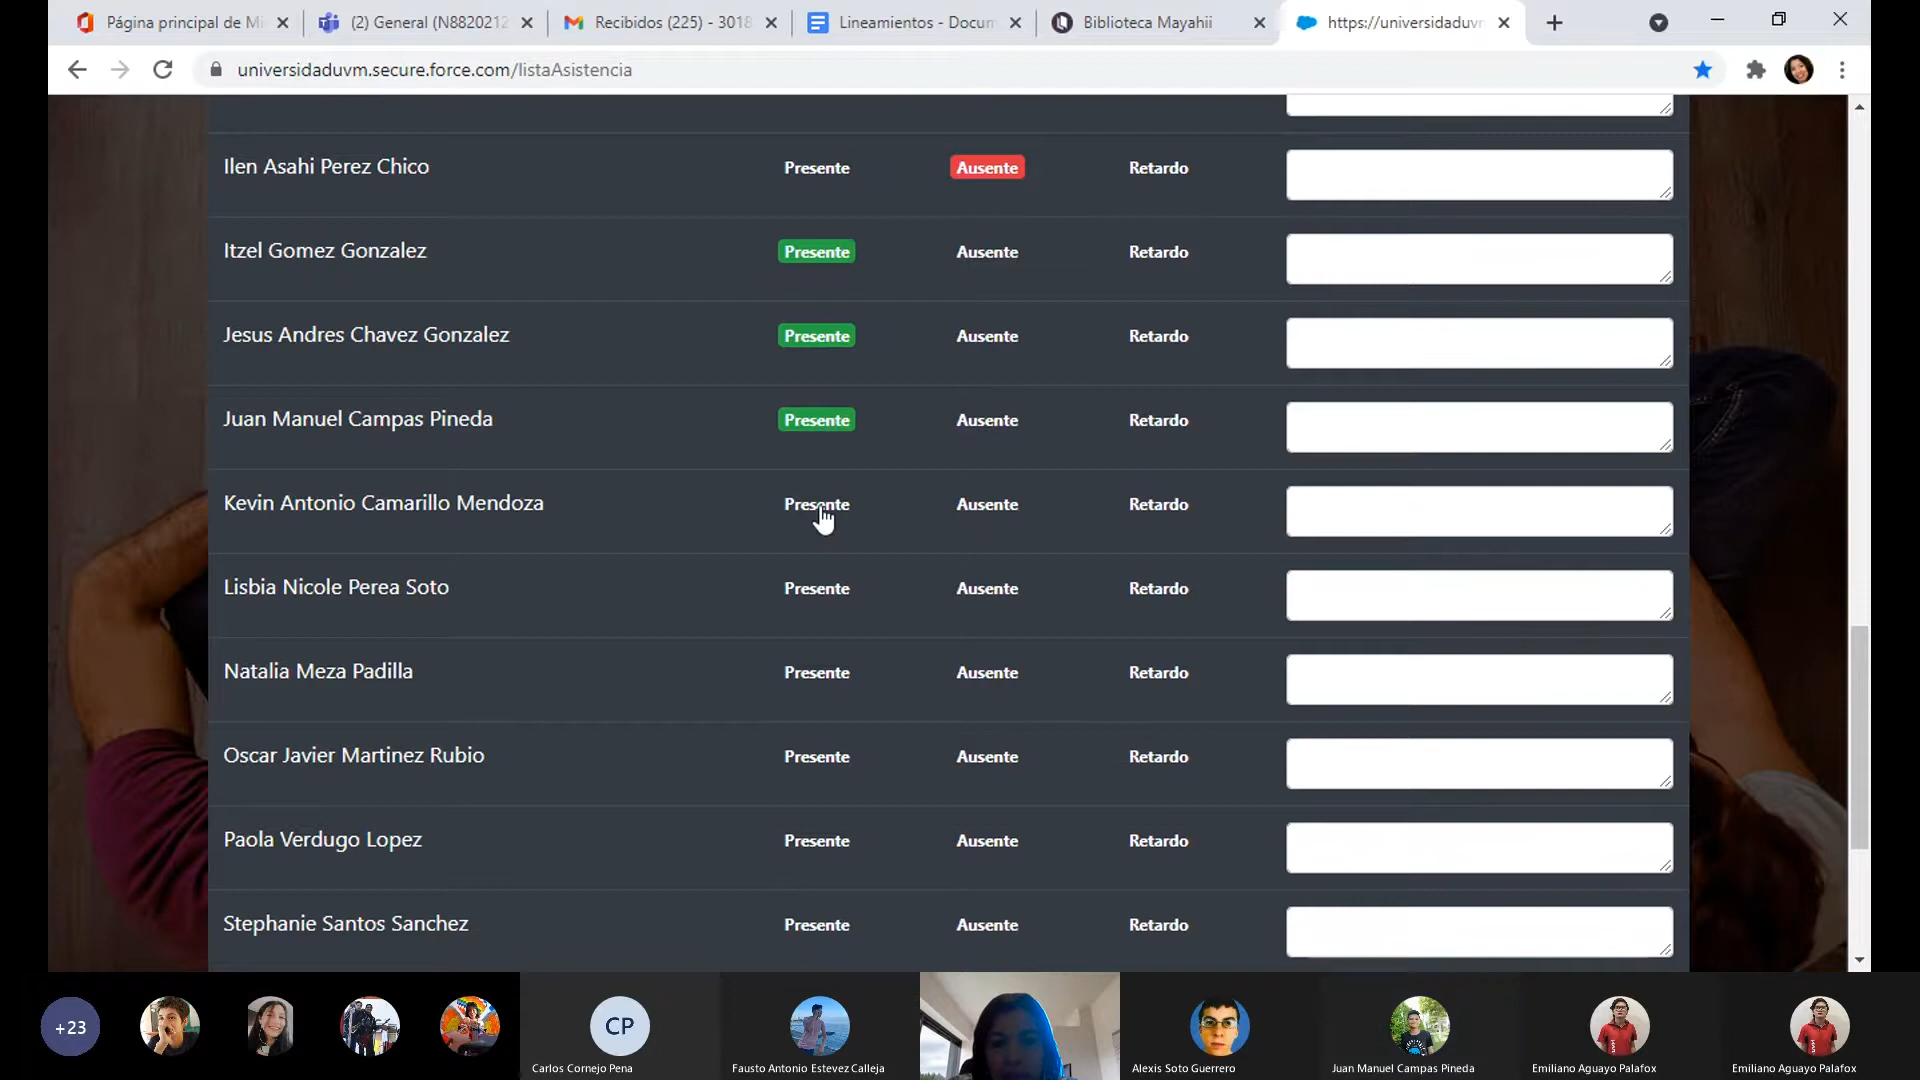 Página principal de Mi
(2) General (N8820212
Recibidos (225) - 3018
Lineamientos - Docum
Biblioteca Mayahii
https://universidaduvm
universidaduvm.secure.force.com/listaAsistencia
Ilen Asahi Perez Chico Presente Ausente Retardo
Itzel Gomez Gonzalez Presente Ausente Retardo
Jesus Andres Chavez Gonzalez Presente Ausente Retardo
Juan Manuel Campas Pineda Presente Ausente Retardo
Kevin Antonio Camarillo Mendoza Presente Ausente Retardo
Lisbia Nicole Perea Soto Presente Ausente Retardo
Natalia Meza Padilla Presente Ausente Retardo
Oscar Javier Martinez Rubio Presente Ausente Retardo
Paola Verdugo Lopez Presente Ausente Retardo
Stephanie Santos Sanchez Presente Ausente Retardo
+23
CP
Carlos Cornejo Pena
Fausto Antonio Estevez Calleja
Alexis Soto Guerrero
Juan Manuel Campas Pineda
Emiliano Aguayo Palafox
Emiliano Aguayo Palafox